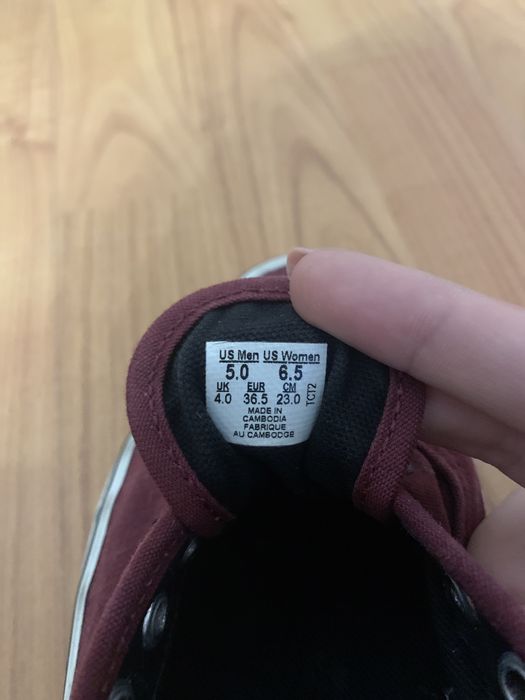 US Men US Women
5.0 6.5
UK EUR CM
4.0 36.5 23.0
MADE IN
CAMBODIA
FABRIQUE
AU CAMBODGE
TCT2